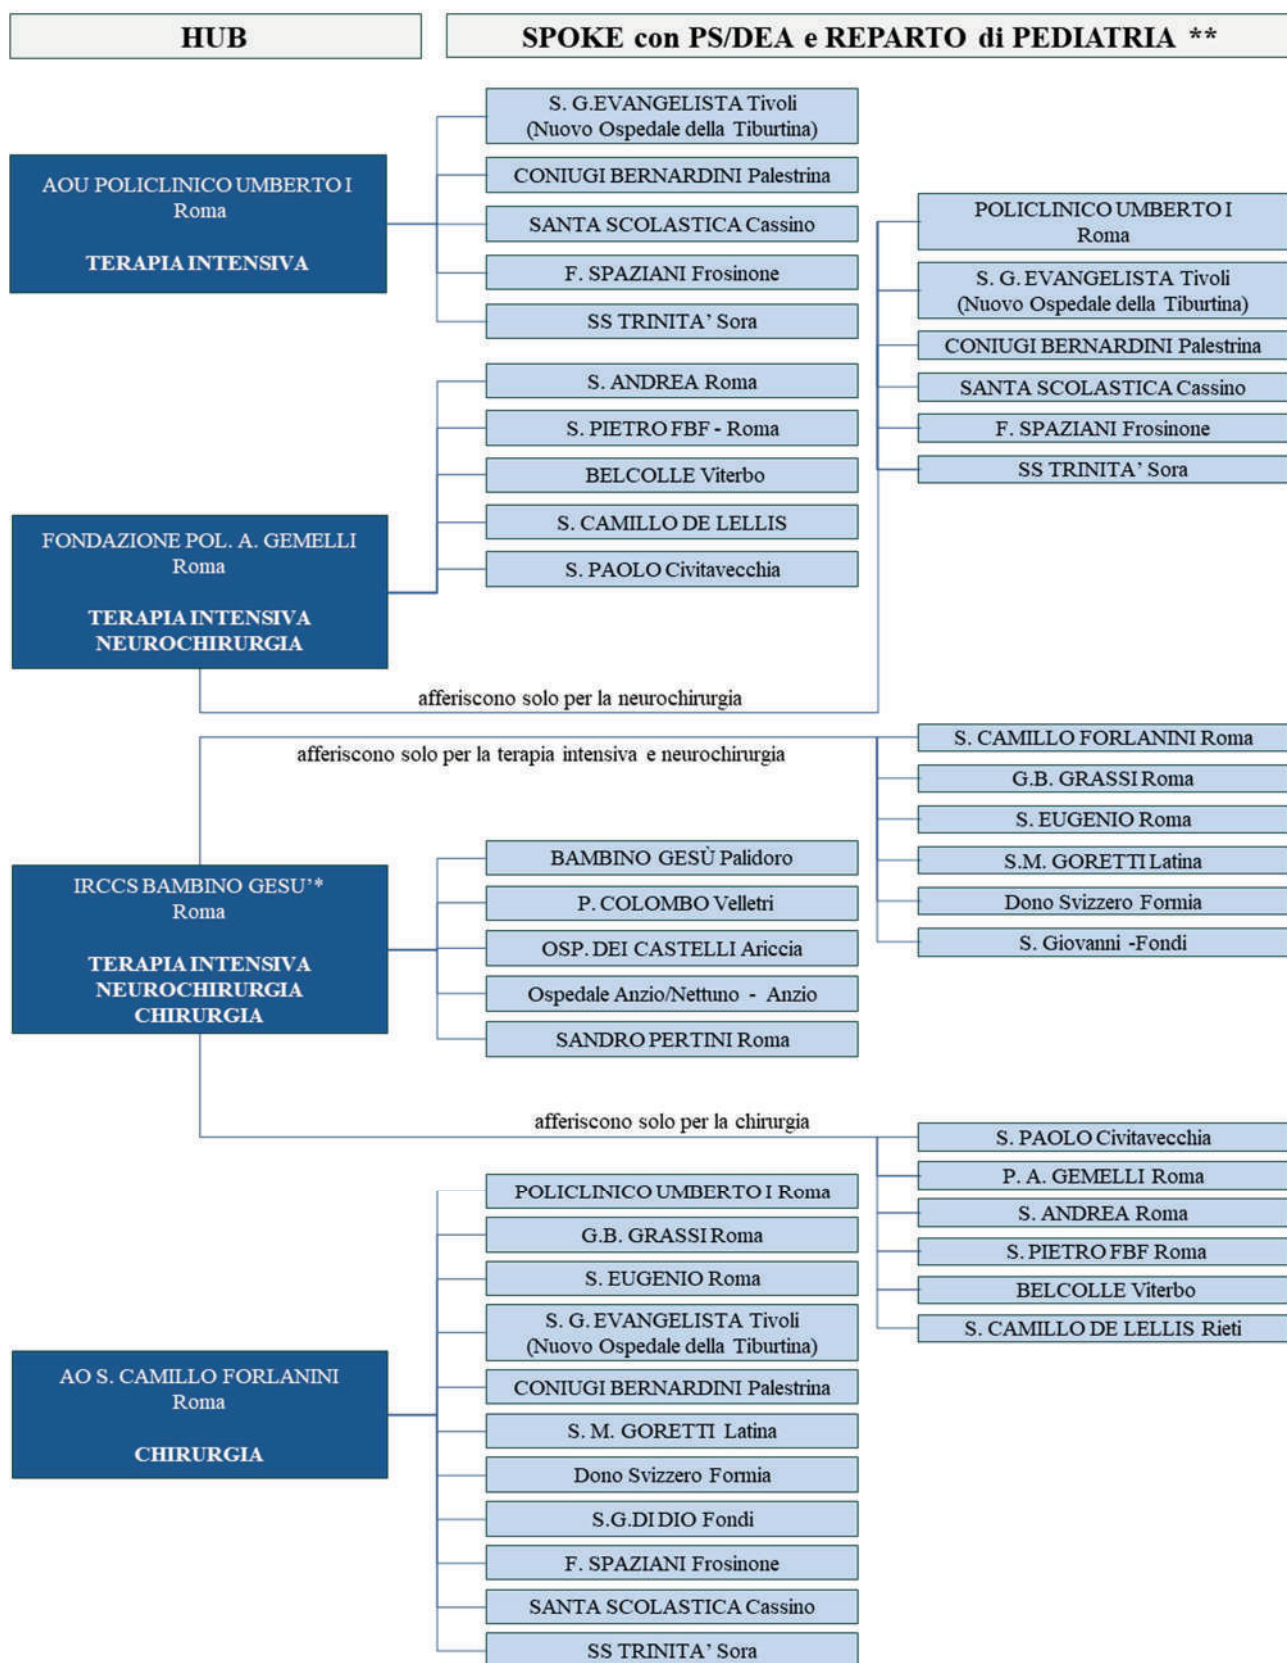 HUB
SPOKE con PS/DEA e REPARTO di PEDIATRIA **
AOU POLICLINICO UMBERTO I
Roma
TERAPIA INTENSIVA
S. G.EVANGELISTA Tivoli
(Nuovo Ospedale della Tiburtina)
CONIUGI BERNARDINI Palestrina
SANTA SCOLASTICA Cassino
F. SPAZIANI Frosinone
SS TRINITA’ Sora
FONDAZIONE POL. A. GEMELLI
Roma
TERAPIA INTENSIVA
NEUROCHIRURGIA
S. ANDREA Roma
S. PIETRO FBF - Roma
BELCOLLE Viterbo
S. CAMILLO DE LELLIS
S. PAOLO Civitavecchia
POLICLINICO UMBERTO I
Roma
S. G. EVANGELISTA Tivoli
(Nuovo Ospedale della Tiburtina)
CONIUGI BERNARDINI Palestrina
SANTA SCOLASTICA Cassino
F. SPAZIANI Frosinone
SS TRINITA’ Sora
afferiscono solo per la neurochirurgia
afferiscono solo per la terapia intensiva e neurochirurgia
S. CAMILLO FORLANINI Roma
G.B. GRASSI Roma
S. EUGENIO Roma
S.M. GORETTI Latina
Dono Svizzero Formia
S. Giovanni -Fondi
IRCCS BAMBINO GESU’*
Roma
TERAPIA INTENSIVA
NEUROCHIRURGIA
CHIRURGIA
BAMBINO GESÙ Palidoro
P. COLOMBO Velletri
OSP. DEI CASTELLI Ariccia
Ospedale Anzio/Nettuno - Anzio
SANDRO PERTINI Roma
afferiscono solo per la chirurgia
S. PAOLO Civitavecchia
P. A. GEMELLI Roma
S. ANDREA Roma
S. PIETRO FBF Roma
BELCOLLE Viterbo
S. CAMILLO DE LELLIS Rieti
AO S. CAMILLO FORLANINI
Roma
CHIRURGIA
POLICLINICO UMBERTO I Roma
G.B. GRASSI Roma
S. EUGENIO Roma
S. G. EVANGELISTA Tivoli
(Nuovo Ospedale della Tiburtina)
CONIUGI BERNARDINI Palestrina
S. M. GORETTI Latina
Dono Svizzero Formia
S.G.DI DIO Fondi
F. SPAZIANI Frosinone
SANTA SCOLASTICA Cassino
SS TRINITA’ Sora